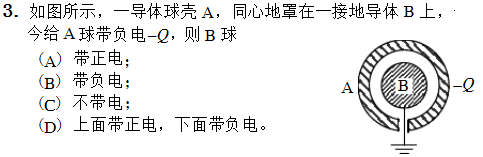 3. 如图所示，一导体球壳 A，同心地罩在一接地导体 B 上，
今给 A 球带负电–Q，则 B 球
（A）带正电；
（B）带负电；
（C）不带电；
（D）上面带正电，下面带负电。
A B –Q